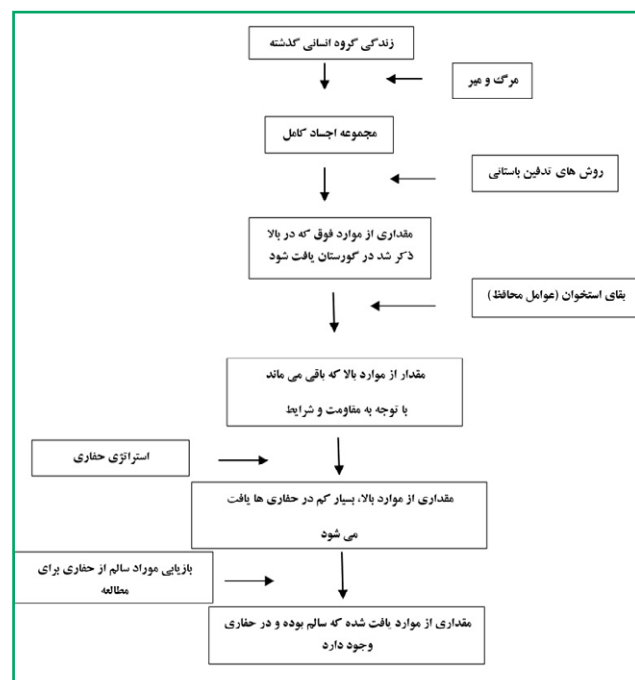 زندگی گروه انسانی گذشته
مرگ و میر
مجموعه اجساد کامل
روش های تدفین باستانی
مقداری از موارد فوق که در بالا
ذکر شد در گورستان یافت شود
بقای استخوان (عوامل محافظ)
مقدار از موارد بالا که باقی می ماند
با توجه به مقاومت و شرایط
استراتژی حفاری
مقداری از موارد بالا، بسیار کم در حفاری ها یافت
می شود
بازیابی موراد سالم از حفاری برای
مطالعه
مقداری از موارد یافت شده که سالم بوده و در حفاری
وجود دارد